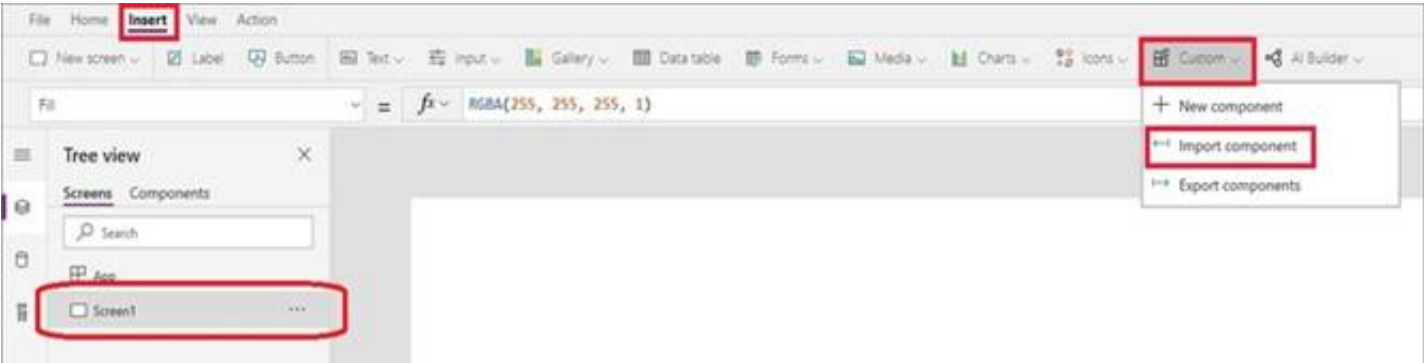 File Home Insert View Action
New screen Label Button Text Input Gallery Data table Forms Media Charts Icons Custom AI Builder
Fill = fx RGBA(255, 255, 255, 1)
+ New component
Tree view ×
Import component
Screens Components
Export components
Search
App
Screen1 ...